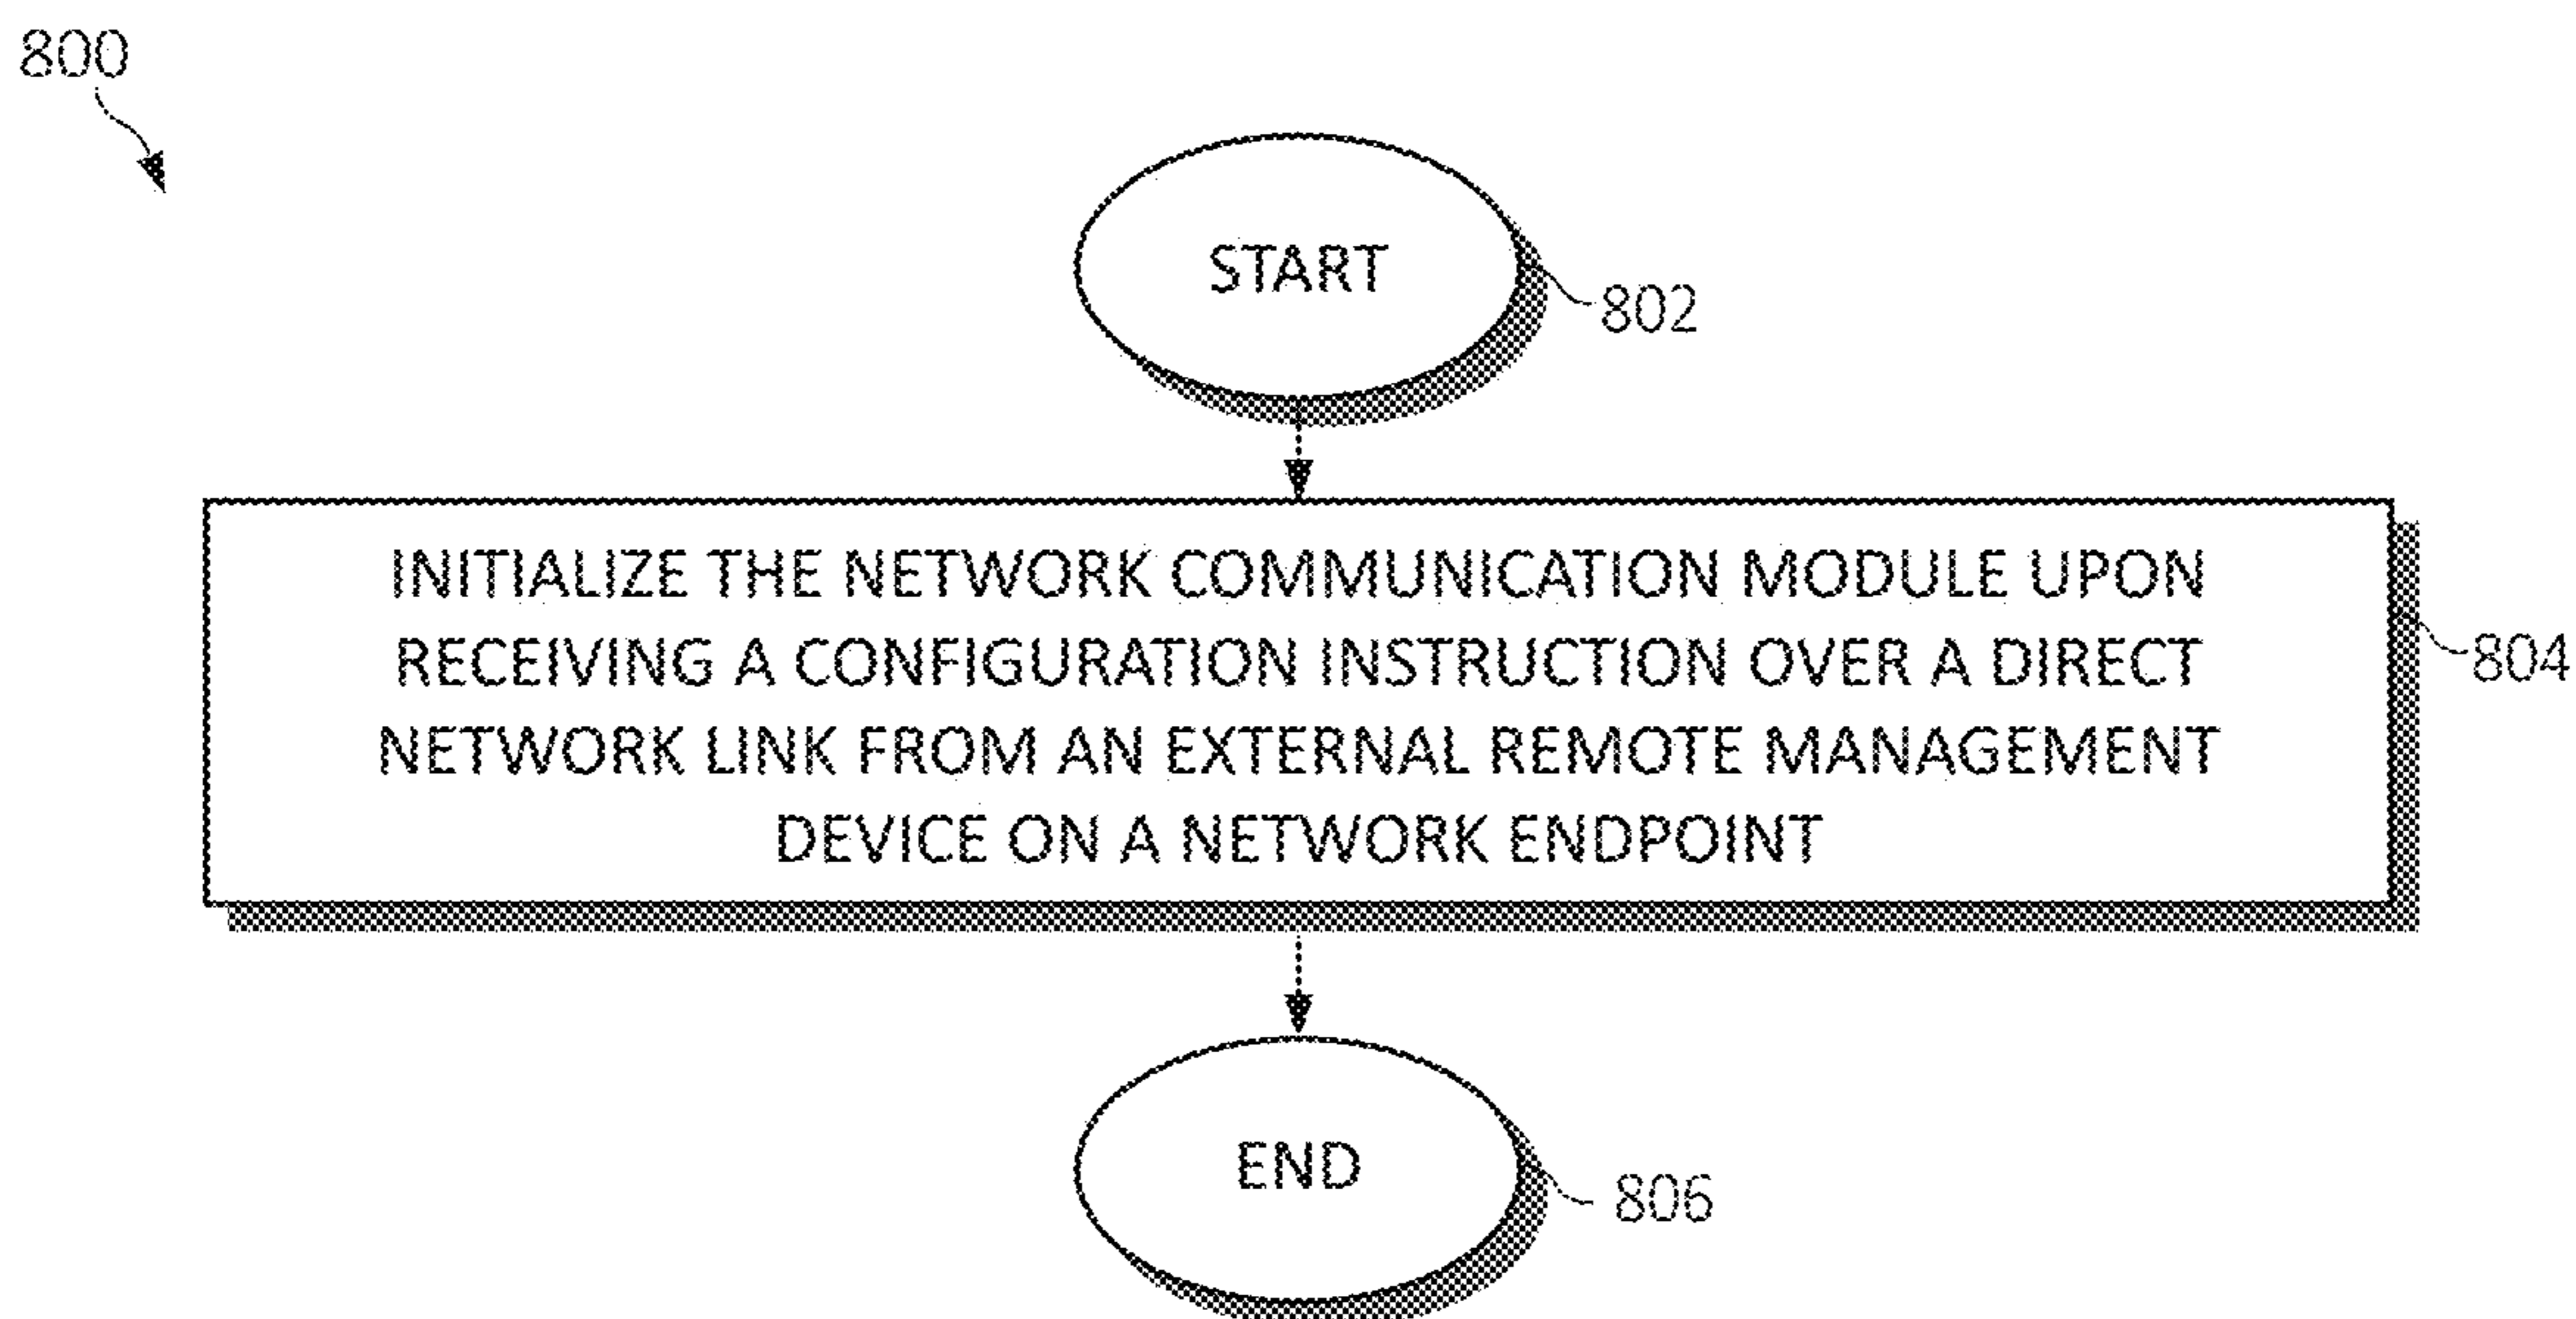 800
START
802
INITIALIZE THE NETWORK COMMUNICATION MODULE UPON
RECEIVING A CONFIGURATION INSTRUCTION OVER A DIRECT
NETWORK LINK FROM AN EXTERNAL REMOTE MANAGEMENT
DEVICE ON A NETWORK ENDPOINT
804
END
806